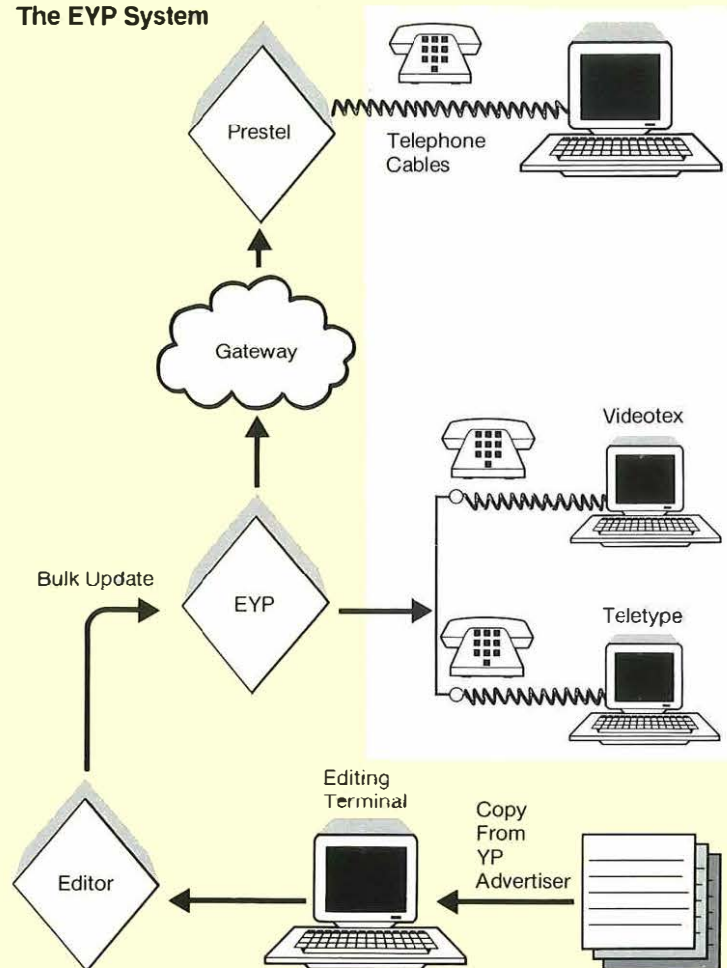 The EYP System
Prestel
Telephone
Cables
Gateway
Videotex
Bulk Update
EYP
Teletype
Editing
Terminal
Copy
From
YP
Advertiser
Editor